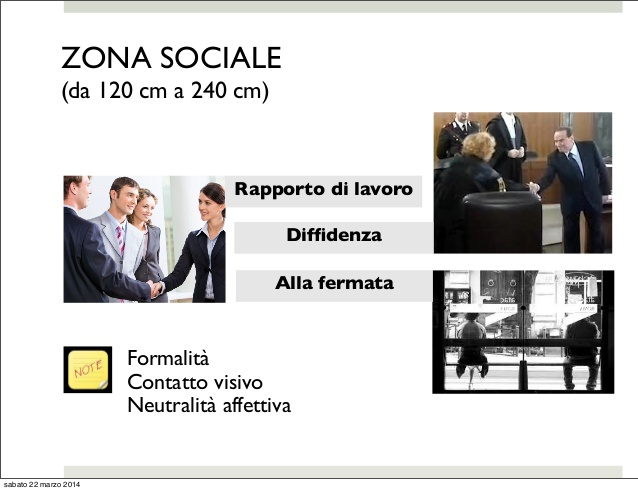 ZONA SOCIALE
(da 120 cm a 240 cm)
Rapporto di lavoro
Diffidenza
Alla fermata
NOTE
Formalità
Contatto visivo
Neutralità affettiva
sabato 22 marzo 2014